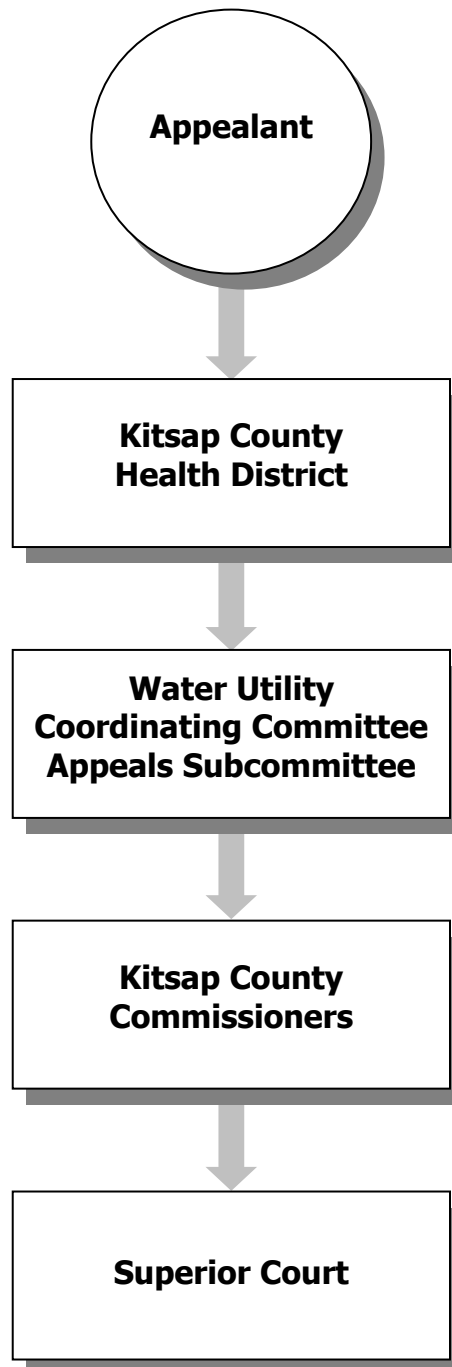 Appealant
Kitsap County
Health District
Water Utility
Coordinating Committee
Appeals Subcommittee
Kitsap County
Commissioners
Superior Court